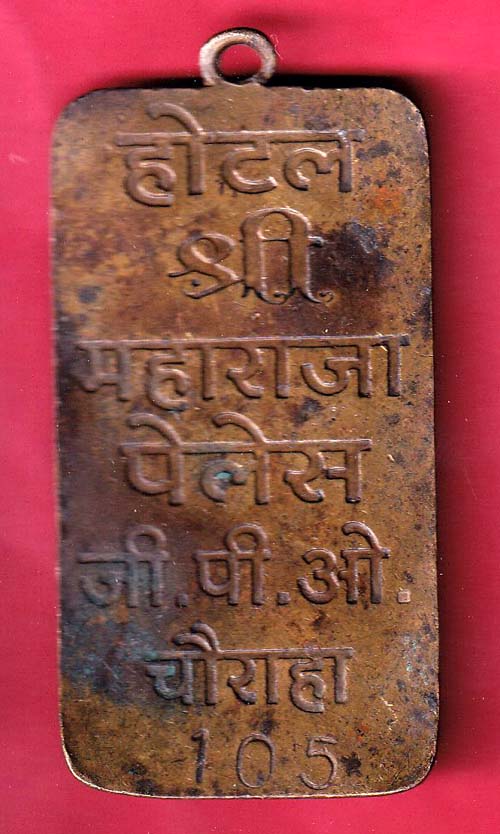 होटल
श्री
महाराजा
पेलेस
जी.पी.ओ.
चौराहा
105